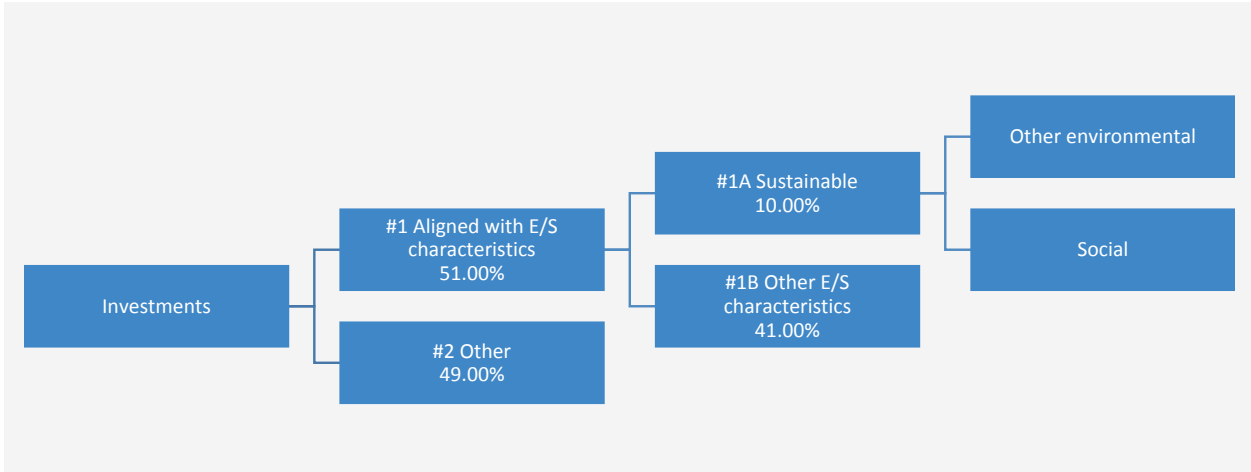 Investments
#1 Aligned with E/S
characteristics
51.00%
#2 Other
49.00%
#1A Sustainable
10.00%
#1B Other E/S
characteristics
41.00%
Other environmental
Social